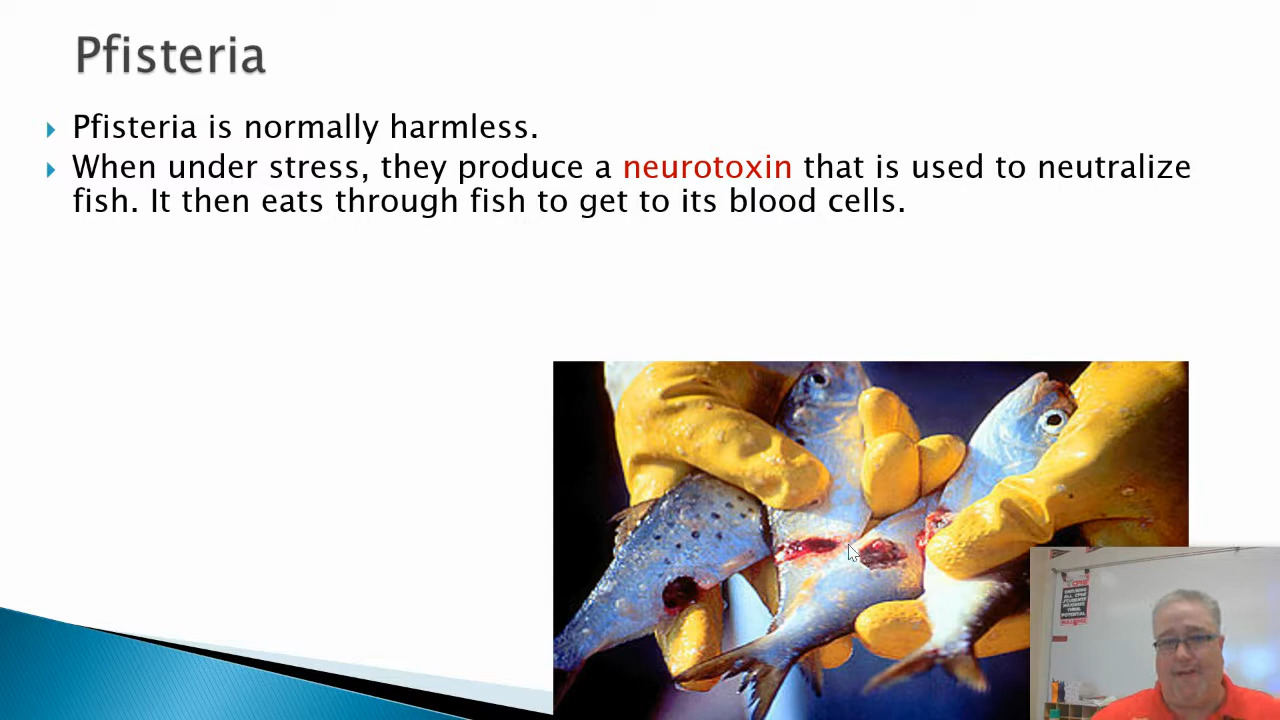 Pfisteria
Pfisteria is normally harmless.
When under stress, they produce a neurotoxin that is used to neutralize
fish. It then eats through fish to get to its blood cells.